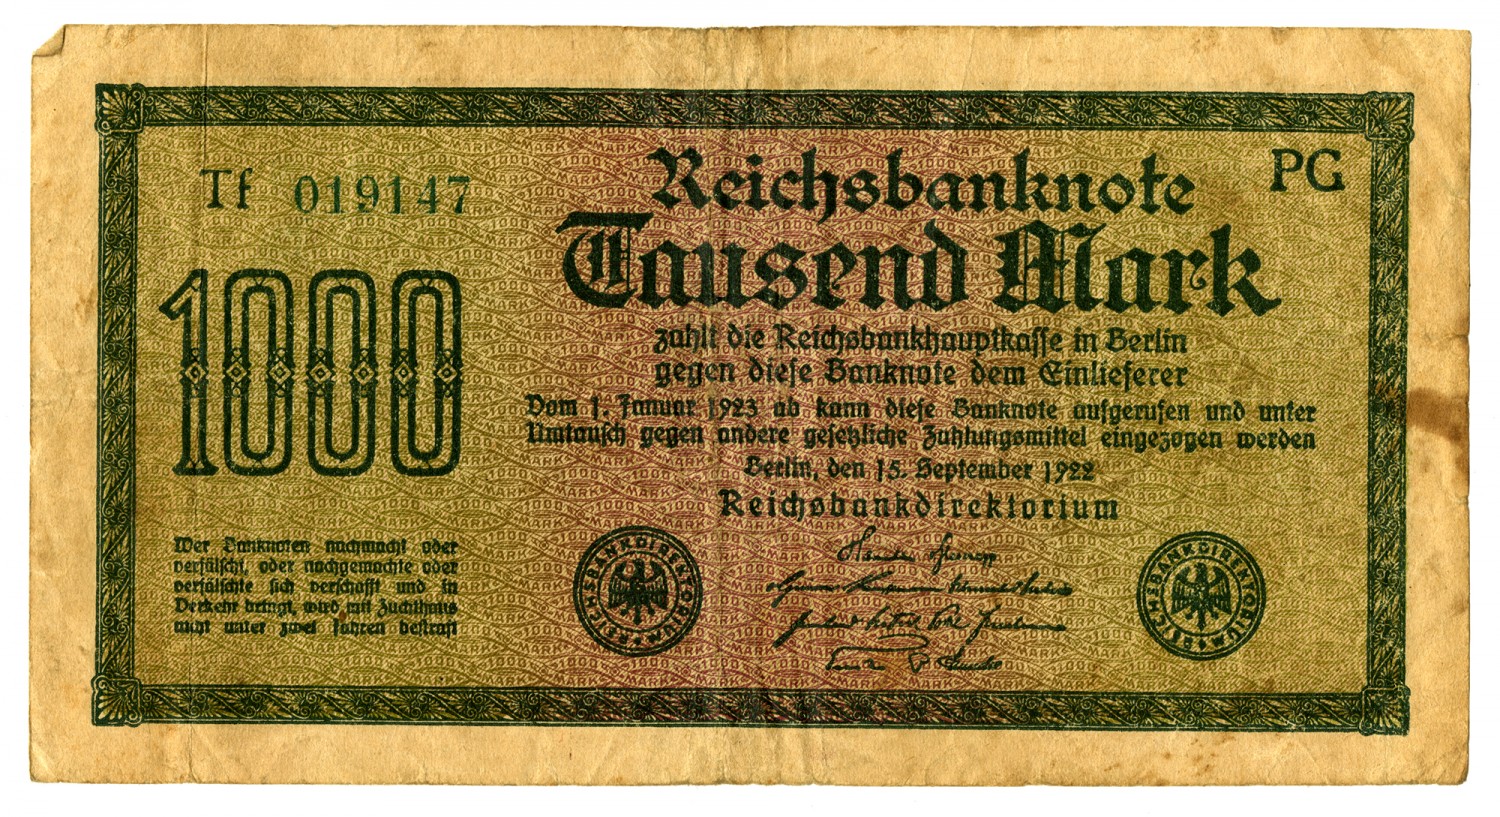 Tf 019147
PG
Reichsbanknote
Tausend Mark
1000
zahlt die Reichsbankhauptkasse in Berlin
gegen diese Banknote dem Einlieferer
Vom 1. Januar 1923 ab kann diese Banknote aufgerufen und unter
Umtausch gegen andere gesetzliche Zahlungsmittel eingezogen werden
Berlin, den 15. September 1922
Reichsbankdirektorium
Wer Banknoten nachmacht oder
verfälscht, oder nachgemachte oder
verfälschte sich verschafft und in
Verkehr bringt, wird mit Zuchthaus
nicht unter zwei Jahren bestraft
REICHSBANKDIREKTORIUM
REICHSBANKDIREKTORIUM